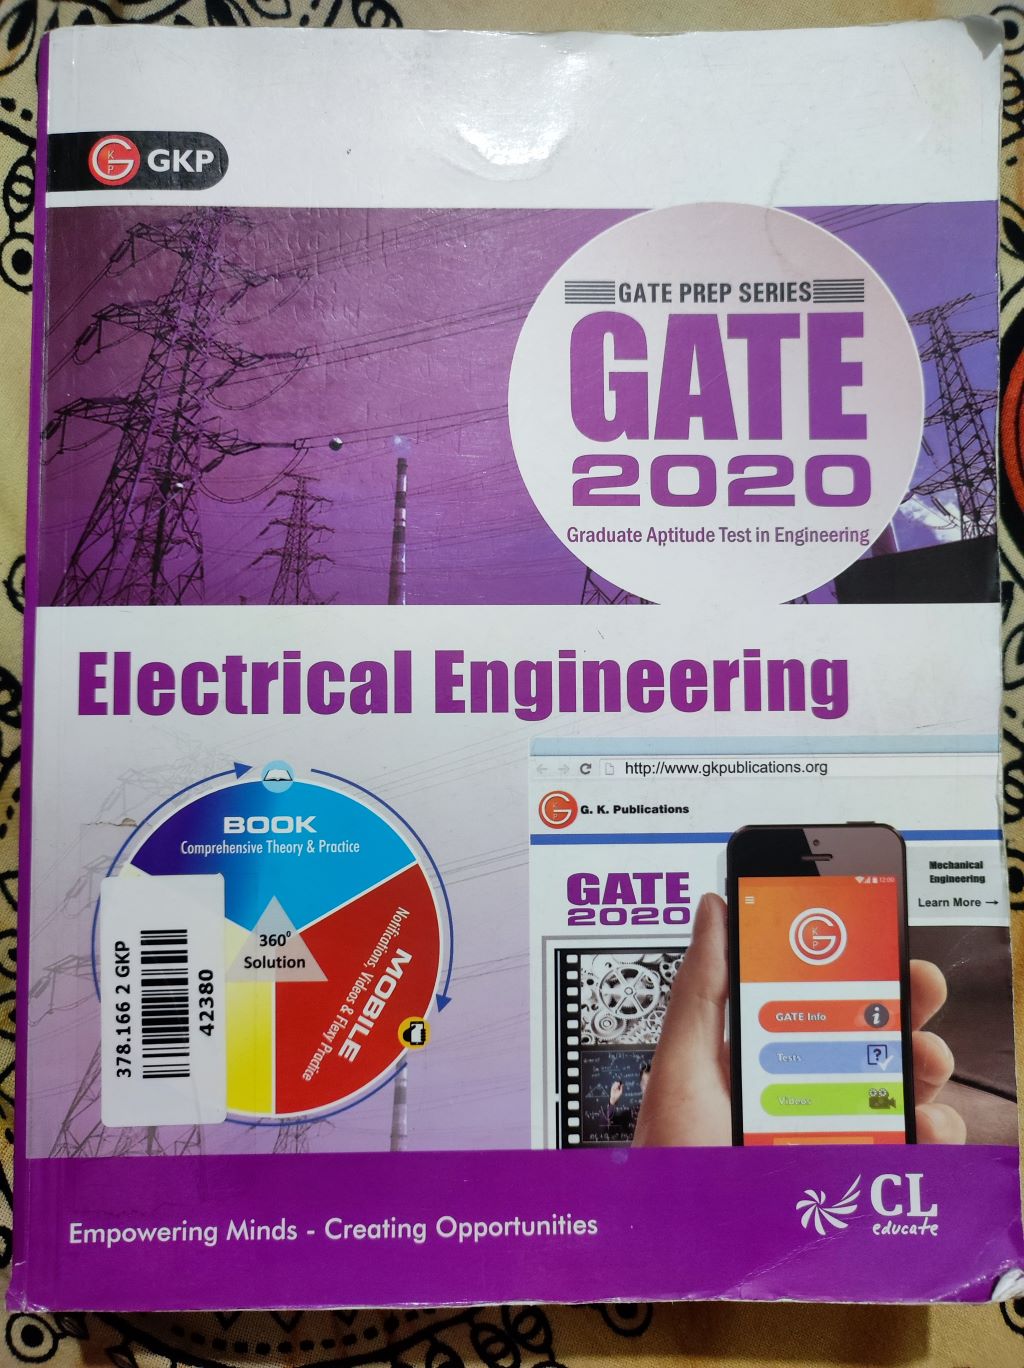 GKP
GATE PREP SERIES
GATE
2020
Graduate Aptitude Test in Engineering
Electrical Engineering
BOOK
Comprehensive Theory & Practice
360°
Solution
MOBILE
Notifications, Videos & Flexy Practice
378.166 2 GKP
42380
http://www.gkpublications.org
G. K. Publications
GATE
2020
Mechanical
Engineering
Learn More →
12:00
GATE Info
Tests
Videos
Empowering Minds - Creating Opportunities
CL
educate